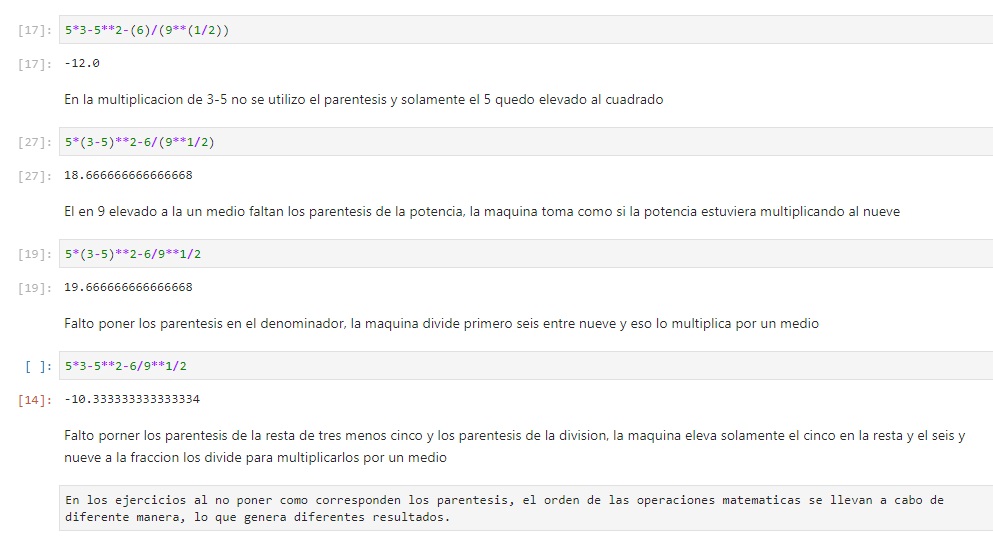 [17]: 5*3-5**2-(6)/(9**(1/2))
[17]: -12.0
En la multiplicacion de 3-5 no se utilizo el parentesis y solamente el 5 quedo elevado al cuadrado
[27]: 5*(3-5)**2-6/(9**1/2)
[27]: 18.666666666666668
El en 9 elevado a la un medio faltan los parentesis de la potencia, la maquina toma como si la potencia estuviera multiplicando al nueve
[19]: 5*(3-5)**2-6/9**1/2
[19]: 19.666666666666668
Falto poner los parentesis en el denominador, la maquina divide primero seis entre nueve y eso lo multiplica por un medio
[ ]: 5*3-5**2-6/9**1/2
[14]: -10.333333333333334
Falto porner los parentesis de la resta de tres menos cinco y los parentesis de la division, la maquina eleva solamente el cinco en la resta y el seis y
nueve a la fraccion los divide para multiplicarlos por un medio
En los ejercicios al no poner como corresponden los parentesis, el orden de las operaciones matematicas se llevan a cabo de
diferente manera, lo que genera diferentes resultados.